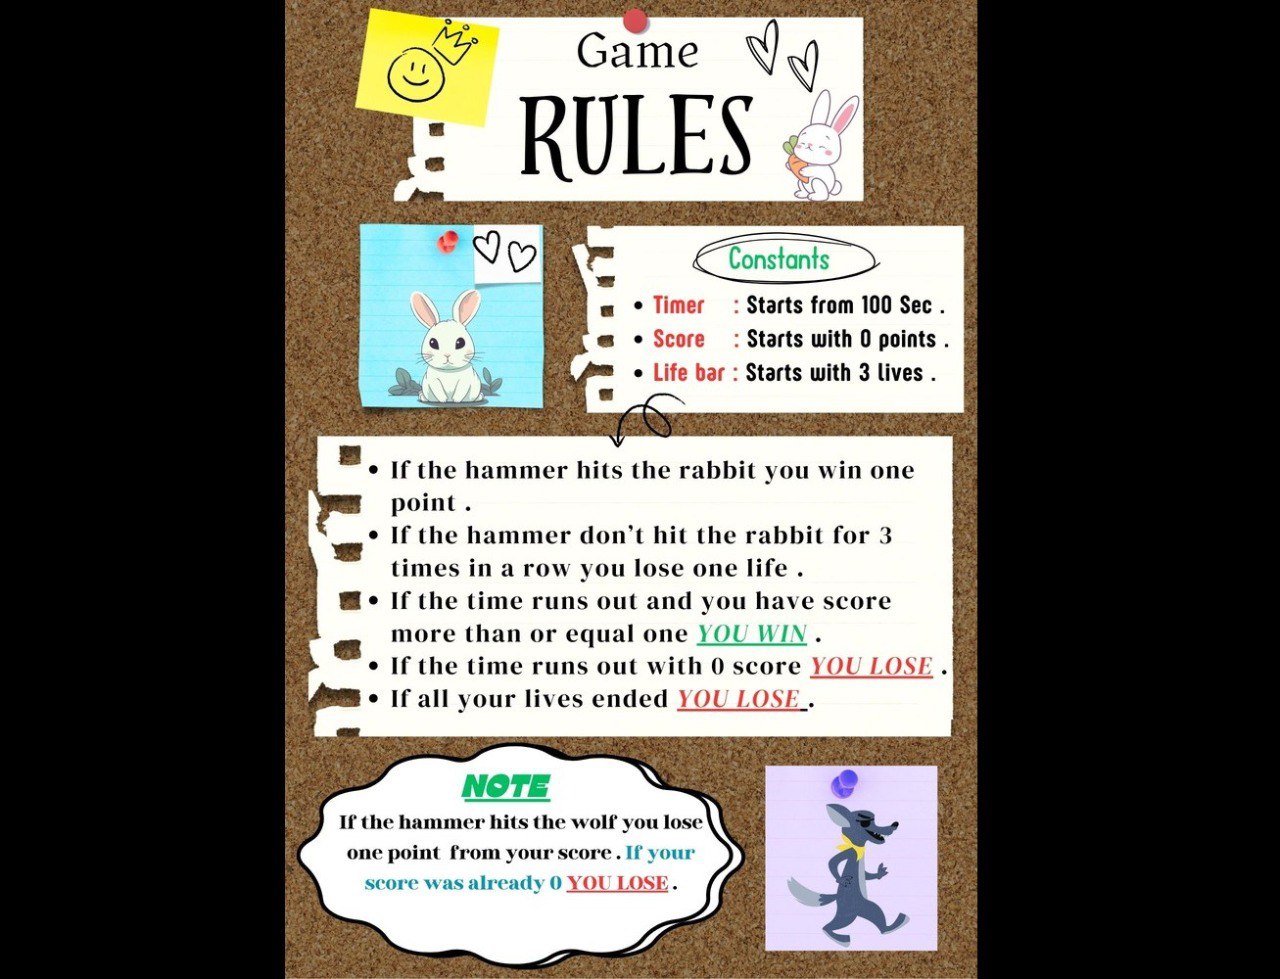 Game
RULES
Constants
• Timer : Starts from 100 Sec .
• Score : Starts with 0 points .
• Life bar : Starts with 3 lives .
• If the hammer hits the rabbit you win one
point .
• If the hammer don't hit the rabbit for 3
times in a row you lose one life .
• If the time runs out and you have score
more than or equal one YOU WIN .
• If the time runs out with 0 score YOU LOSE .
• If all your lives ended YOU LOSE .
NOTE
If the hammer hits the wolf you lose
one point from your score . If your
score was already 0 YOU LOSE .